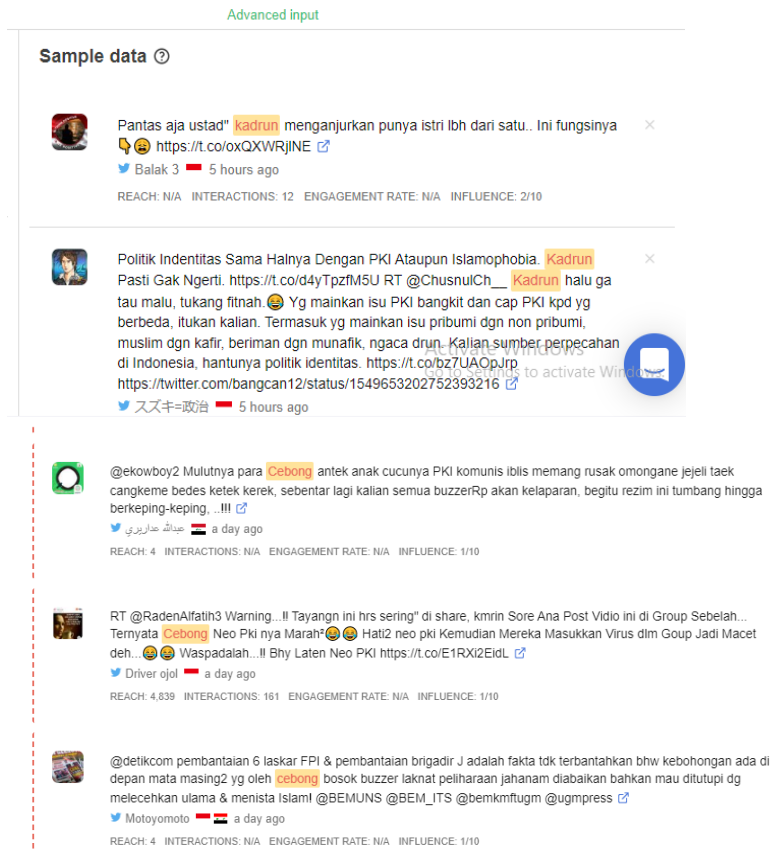 Advanced input
Sample data
Pantas aja ustad" kadrun menganjurkan punya istri lbh dari satu.. Ini fungsinya
👇😩 https://t.co/oxQXWRjlNE
Balak 3 5 hours ago
REACH: N/A INTERACTIONS: 12 ENGAGEMENT RATE: N/A INFLUENCE: 2/10
Politik Indentitas Sama Halnya Dengan PKI Ataupun Islamophobia. Kadrun
Pasti Gak Ngerti. https://t.co/d4yTpzfM5U RT @ChusnulCh__ Kadrun halu ga
tau malu, tukang fitnah.😂 Yg mainkan isu PKI bangkit dan cap PKI kpd yg
berbeda, itukan kalian. Termasuk yg mainkan isu pribumi dgn non pribumi,
muslim dgn kafir, beriman dgn munafik, ngaca drun. Kalian sumber perpecahan
di Indonesia, hantunya politik identitas. https://t.co/bz7UAOpJrp
https://twitter.com/bangcan12/status/1549653202752393216
Activate Windows
Go to Settings to activate Windows.
スズキ=政治 5 hours ago
@ekowboy2 Mulutnya para Cebong antek anak cucunya PKI komunis iblis memang rusak omongane jejeli taek
cangkeme bedes ketek kerek, sebentar lagi kalian semua buzzerRp akan kelaparan, begitu rezim ini tumbang hingga
berkeping-keping, ..!!!
عبدالله a day ago
REACH: 4 INTERACTIONS: N/A ENGAGEMENT RATE: N/A INFLUENCE: 1/10
RT @RadenAlfatih3 Warning...!! Tayangn ini hrs sering" di share, kmrin Sore Ana Post Vidio ini di Group Sebelah...
Ternyata Cebong Neo Pki nya Marah²😂😂 Hati2 neo pki Kemudian Mereka Masukkan Virus dlm Goup Jadi Macet
deh...😂😂 Waspadalah...!! Bhy Laten Neo PKI https://t.co/E1RXi2EidL
Driver ojol a day ago
REACH: 4,839 INTERACTIONS: 161 ENGAGEMENT RATE: N/A INFLUENCE: 1/10
@detikcom pembantaian 6 laskar FPI & pembantaian brigadir J adalah fakta tdk terbantahkan bhw kebohongan ada di
depan mata masing2 yg oleh cebong bosok buzzer laknat peliharaan jahanam diabaikan bahkan mau ditutupi dg
melecehkan ulama & menista Islam! @BEMUNS @BEM_ITS @bemkmftugm @ugmpress
Motoyomoto a day ago
REACH: 4 INTERACTIONS: N/A ENGAGEMENT RATE: N/A INFLUENCE: 1/10